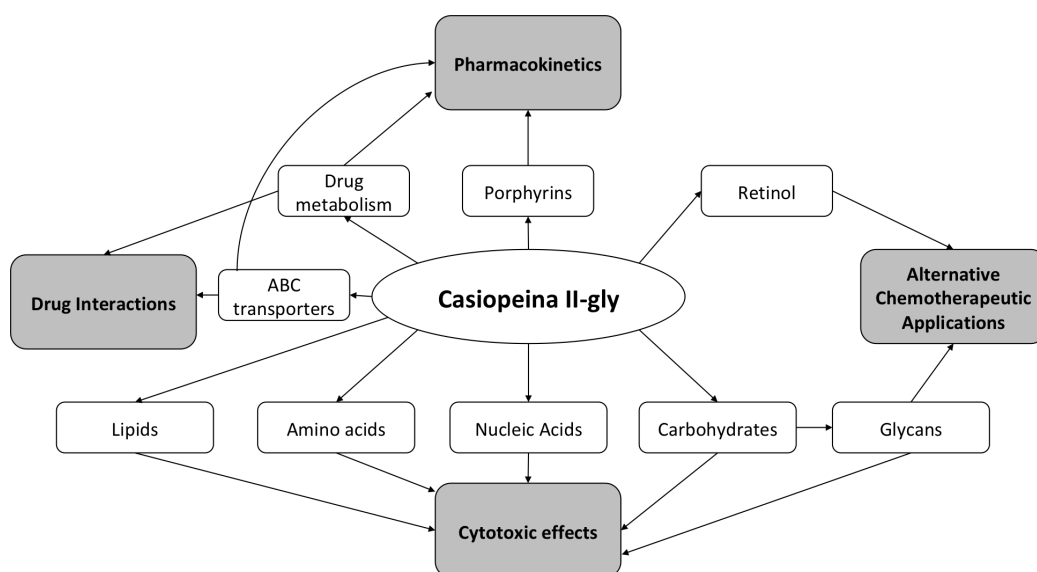 Pharmacokinetics
Drug
metabolism
Porphyrins
Retinol
Drug Interactions
ABC
transporters
Casiopeina II-gly
Alternative
Chemotherapeutic
Applications
Lipids
Amino acids
Nucleic Acids
Carbohydrates
Glycans
Cytotoxic effects